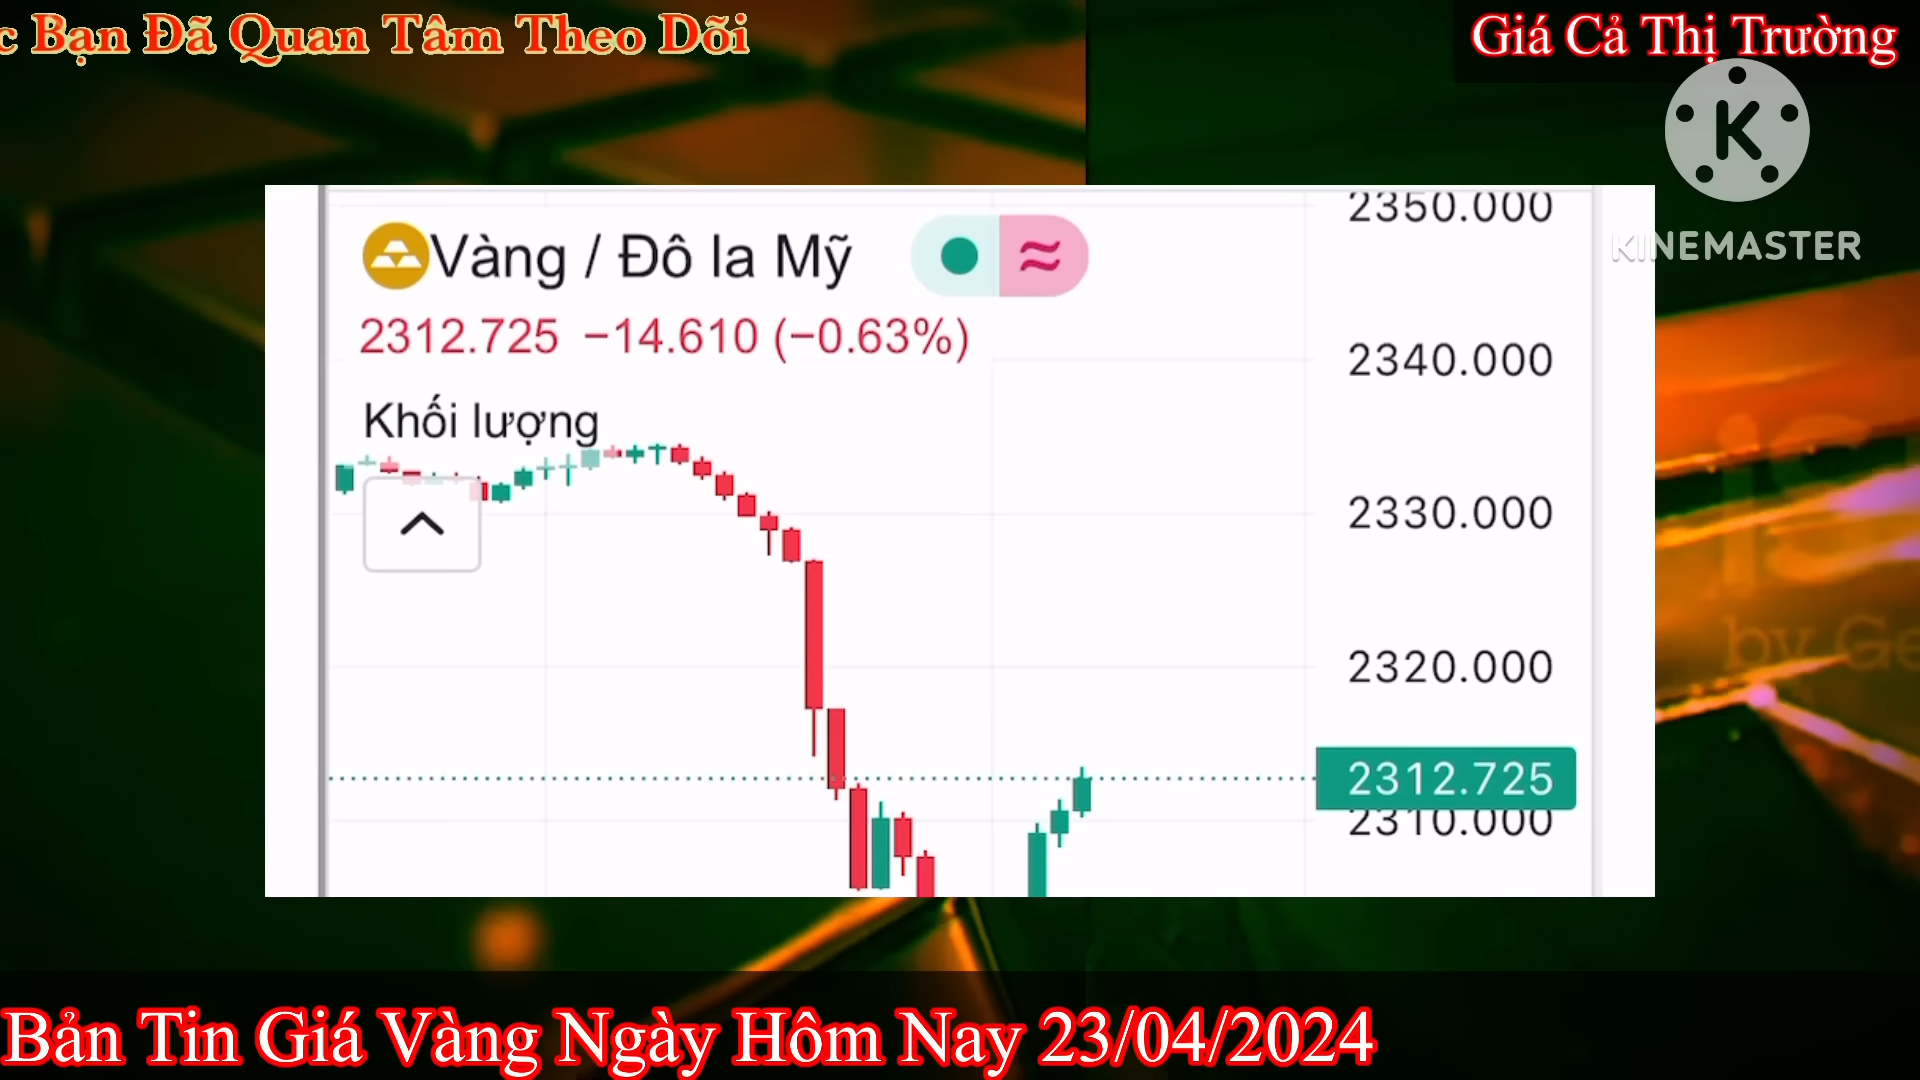 c Bạn Đã Quan Tâm Theo Dõi
Giá Cả Thị Trường
K
KINEMASTER
Vàng / Đô la Mỹ
2312.725 −14.610 (−0.63%)
Khối lượng
2350.000
2340.000
2330.000
2320.000
2312.725
2310.000
by Ge
Bản Tin Giá Vàng Ngày Hôm Nay 23/04/2024